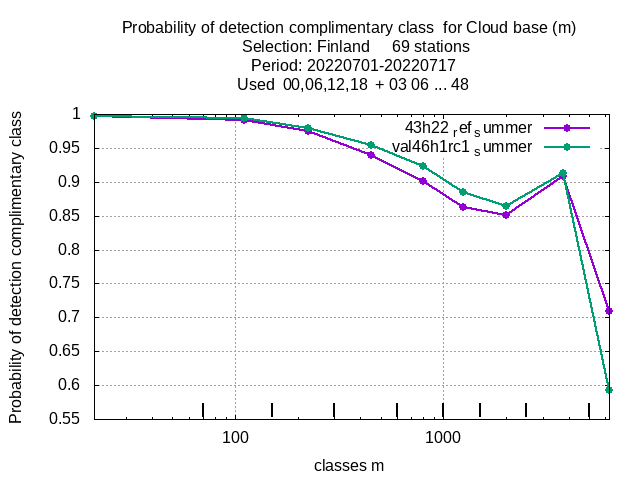 Probability of detection complimentary class for Cloud base (m)
Selection: Finland 69 stations
Period: 20220701-20220717
Used 00,06,12,18 + 03 06 ... 48
43h22 ref summer
val46h1rc1 summer
1
0.95
0.9
0.85
0.8
0.75
0.7
0.65
0.6
0.55
Probability of detection complimentary class
100 1000
classes m